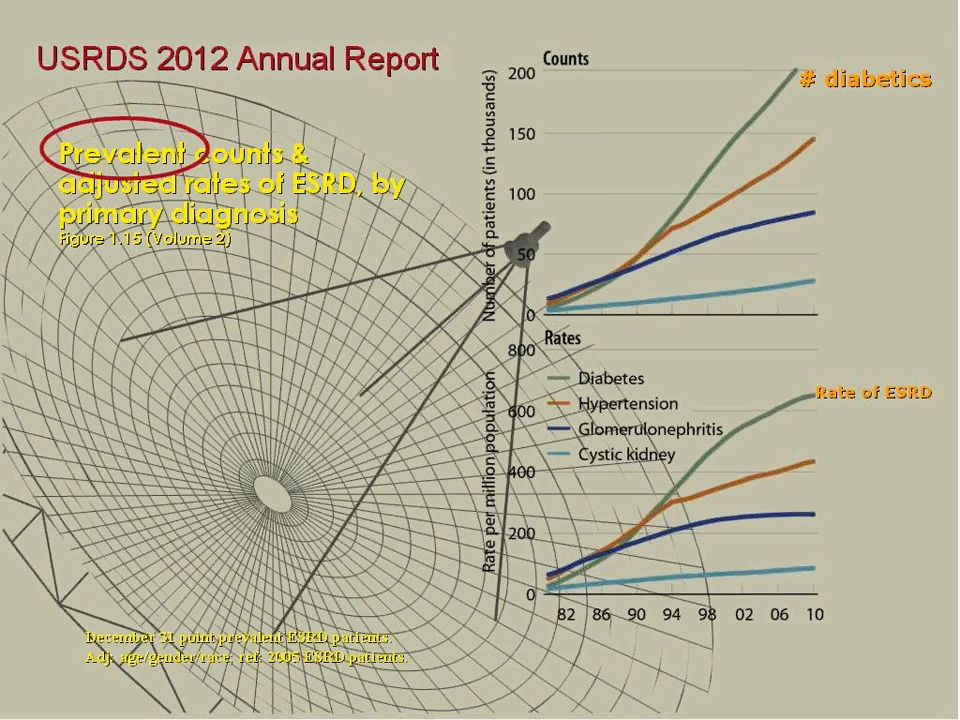 USRDS 2012 Annual Report
Prevalent counts &
adjusted rates of ESRD, by
primary diagnosis
Figure 1.15 (Volume 2)
Counts
Number of patients (in thousands)
200
150
100
50
0
# diabetics
Rates
Rate per million population
800
600
400
200
0
Diabetes
Hypertension
Glomerulonephritis
Cystic kidney
Rate of ESRD
82 86 90 94 98 02 06 10
December 31 point prevalent ESRD patients.
Adj: age/gender/race; ref: 2005 ESRD patients.